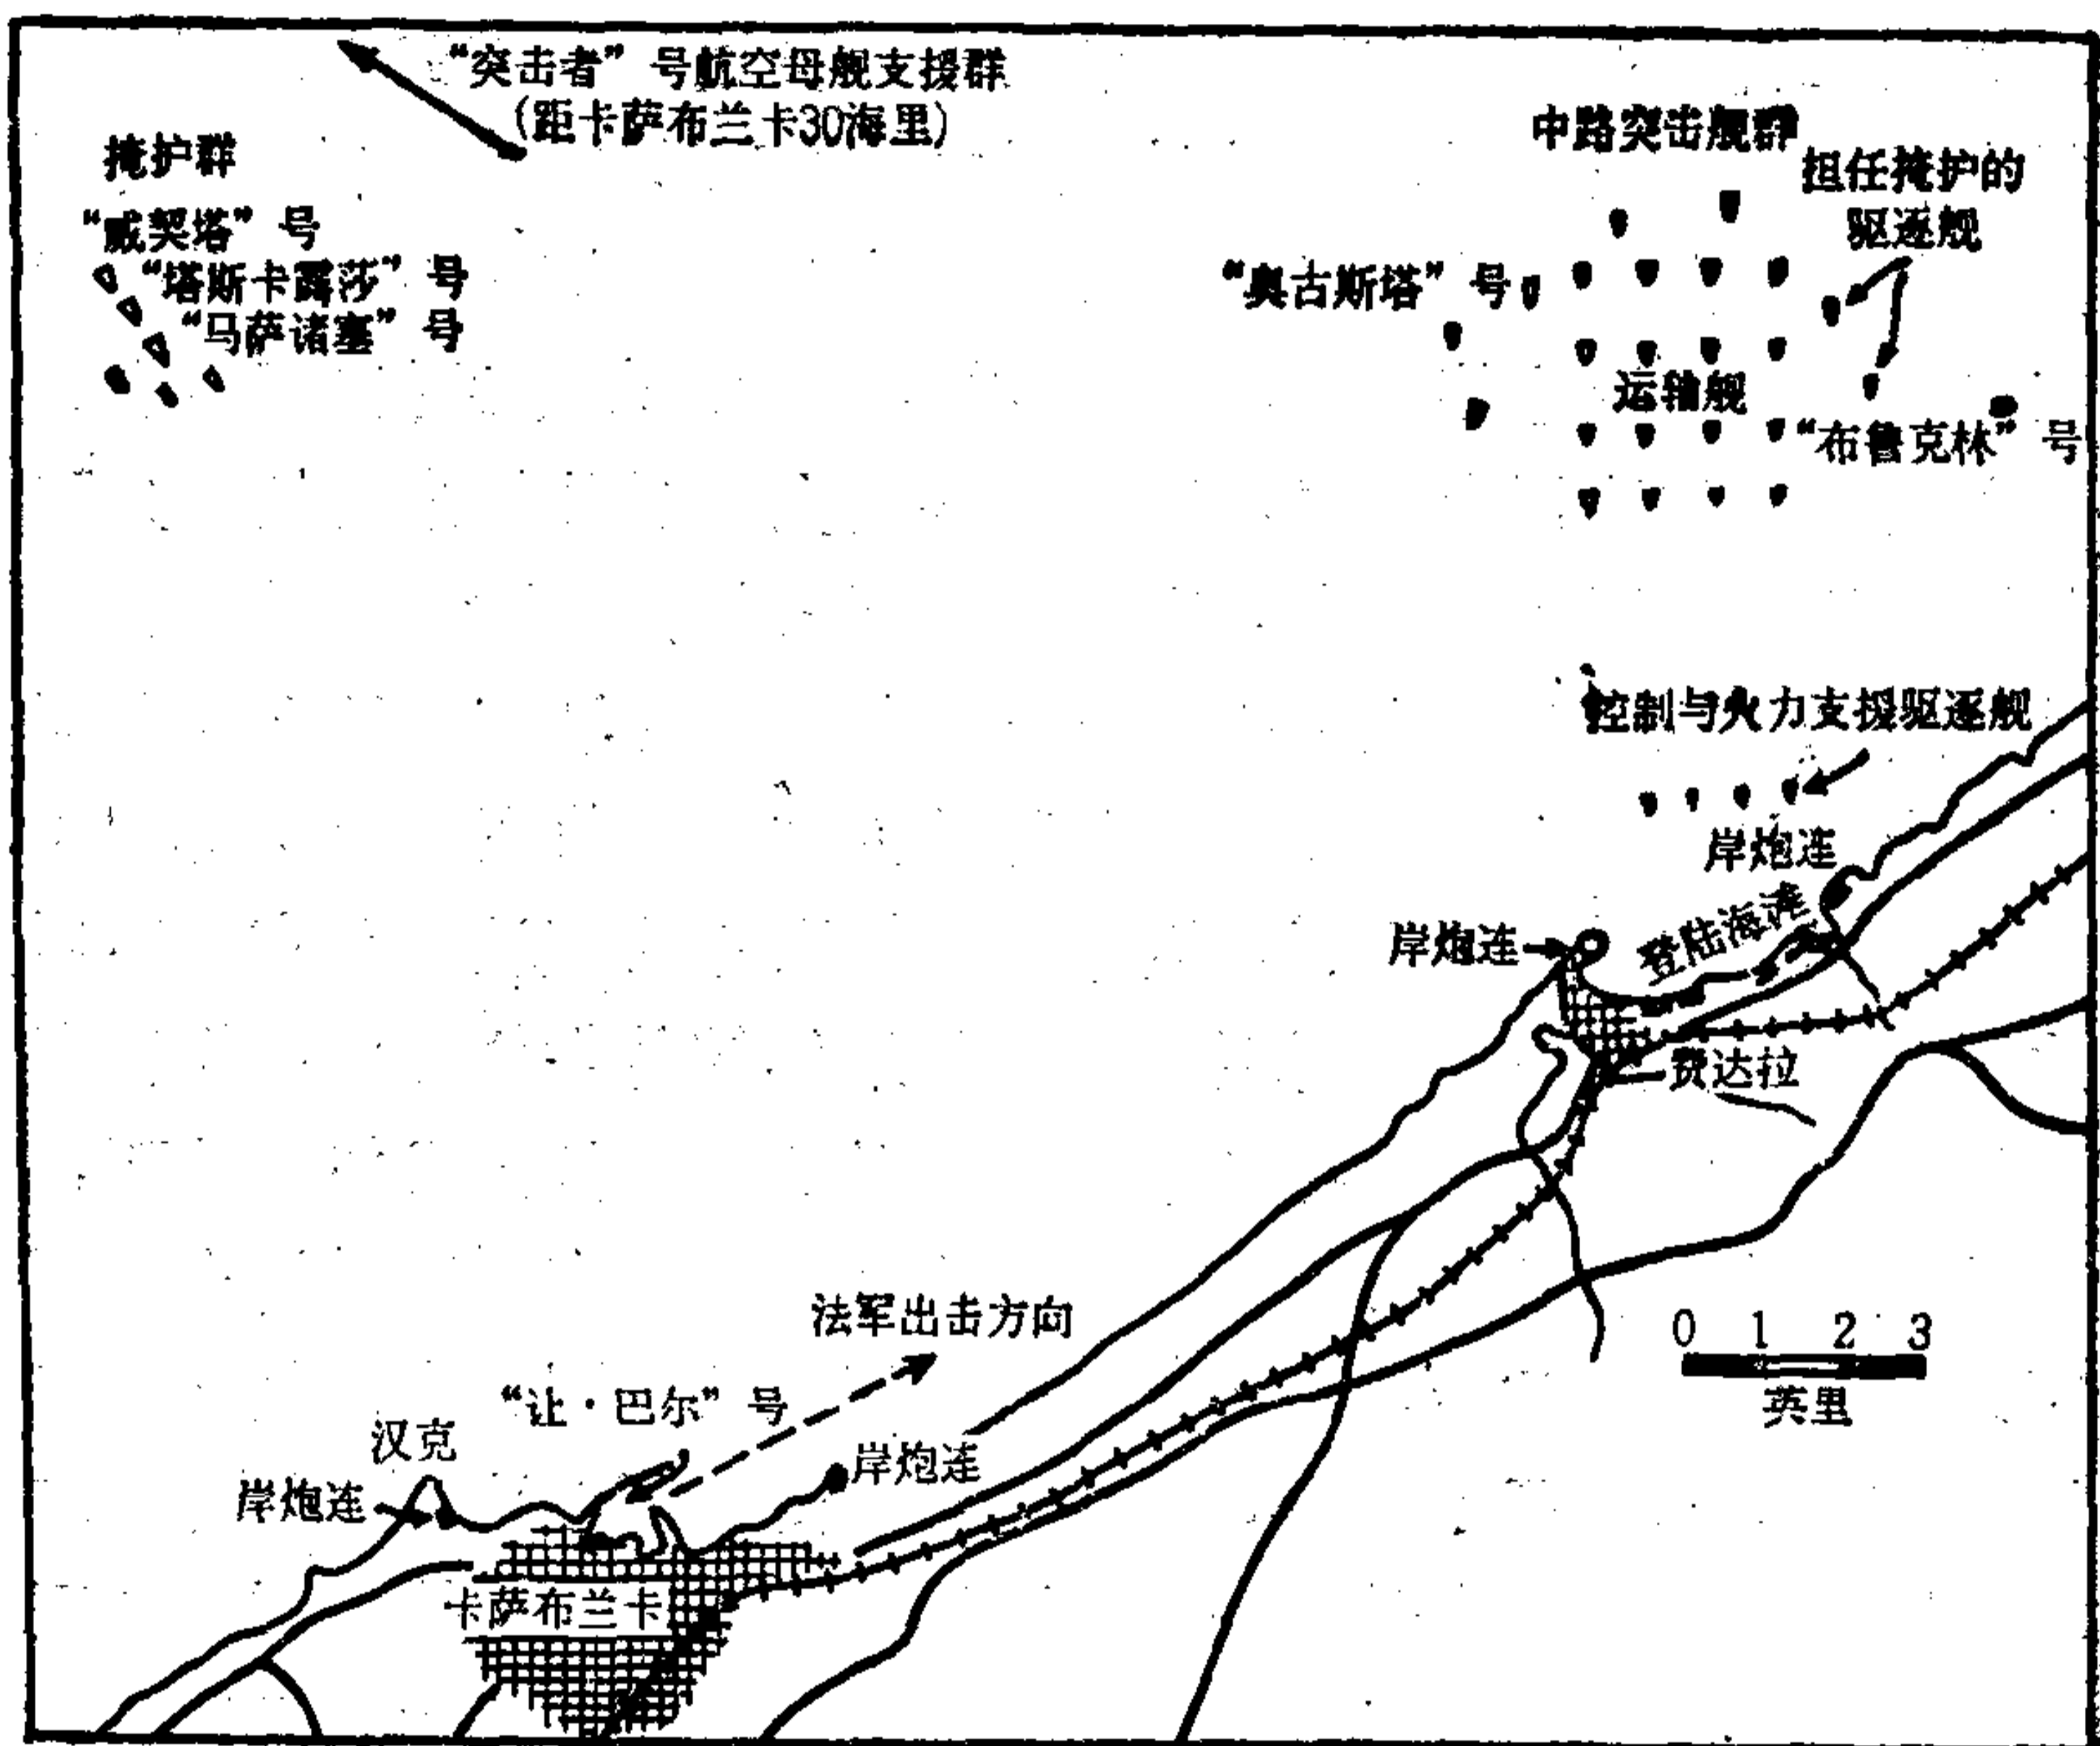 “突击者”号航空母舰支援群
(距卡萨布兰卡30海里)
掩护群
“威契塔”号
“塔斯卡露莎”号
“马萨诸塞”号
中路突击舰群
担任掩护的
驱逐舰
“奥古斯塔”号
运输舰
“布鲁克林”号
控制与火力支援驱逐舰
岸炮连
岸炮连
登陆海滩
费达拉
法军出击方向
0 1 2 3
英里
“让·巴尔”号
汉克
岸炮连
岸炮连
卡萨布兰卡